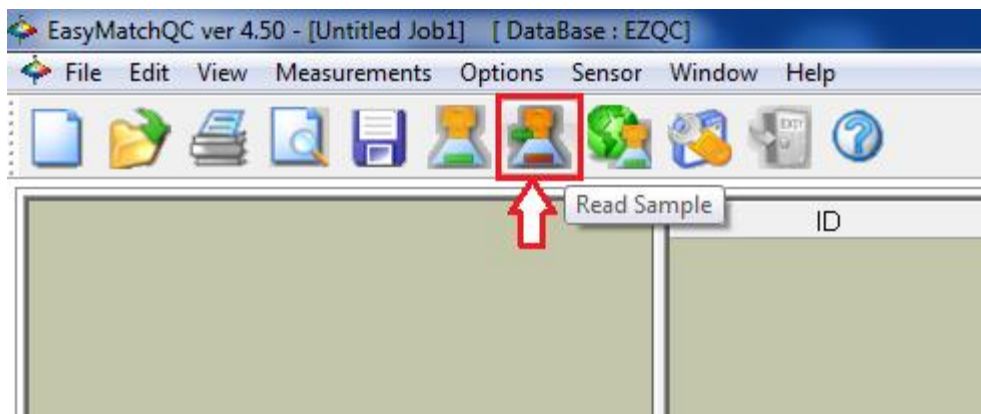 EasyMatchQC ver 4.50 - [Untitled Job1] [ DataBase : EZQC]
File Edit View Measurements Options Sensor Window Help
EXIT
Read Sample
ID